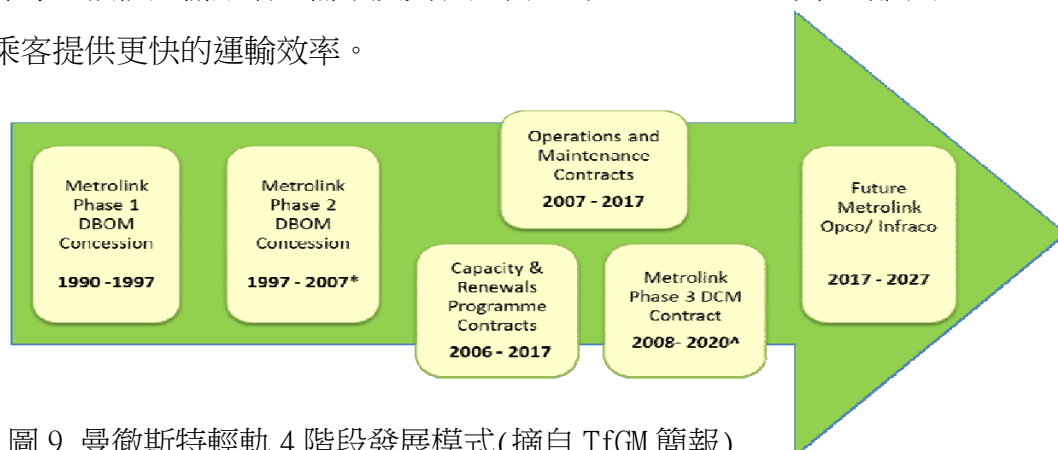 乘客提供更快的運輸效率。
Metrolink
Phase 1
DBOM
Concession
1990 -1997
Metrolink
Phase 2
DBOM
Concession
1997 - 2007*
Operations and
Maintenance
Contracts
2007 - 2017
Capacity &
Renewals
Programme
Contracts
2006 - 2017
Metrolink
Phase 3 DCM
Contract
2008- 2020^
Future
Metrolink
Opco/ Infraco
2017 - 2027
圖 9 曼徹斯特輕軌 4 階段發展模式(摘自 TfGM 簡報)